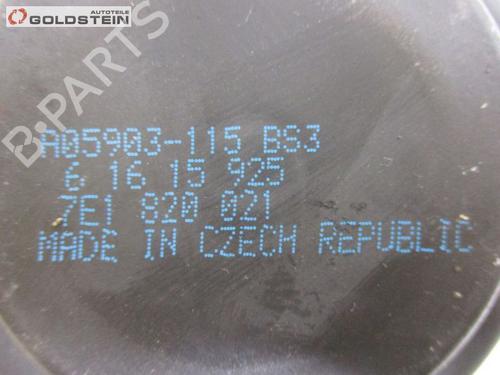 AUTOTEILE
GOLDSTEIN
B-PARTS
A05903-115 BS3
6 16 15 925
7E1 820 021
MADE IN CZECH REPUBLIC